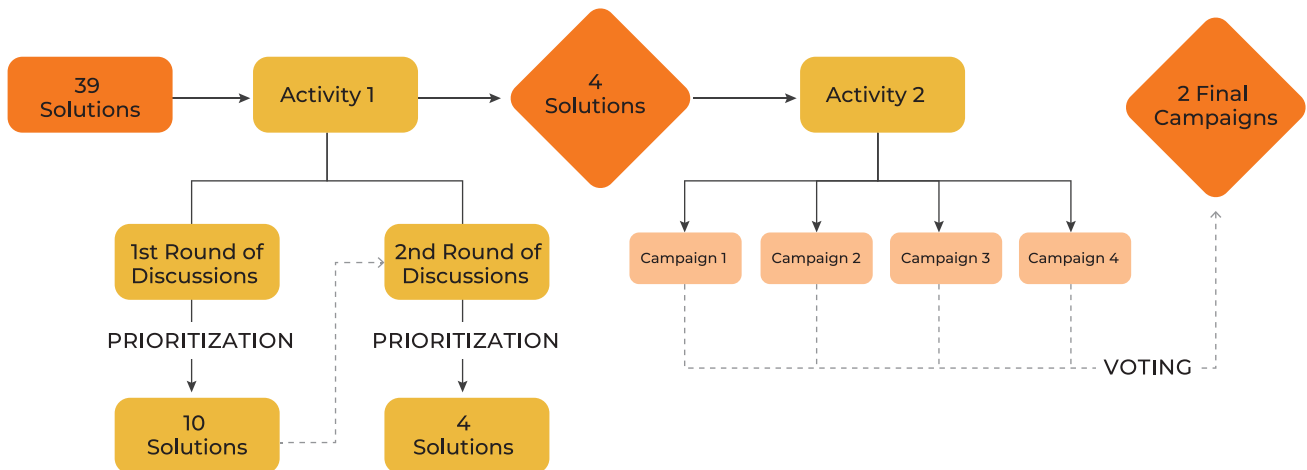 39
Solutions
Activity 1
4
Solutions
Activity 2
2 Final
Campaigns
1st Round of
Discussions
2nd Round of
Discussions
Campaign 1
Campaign 2
Campaign 3
Campaign 4
PRIORITIZATION
PRIORITIZATION
VOTING
10
Solutions
4
Solutions